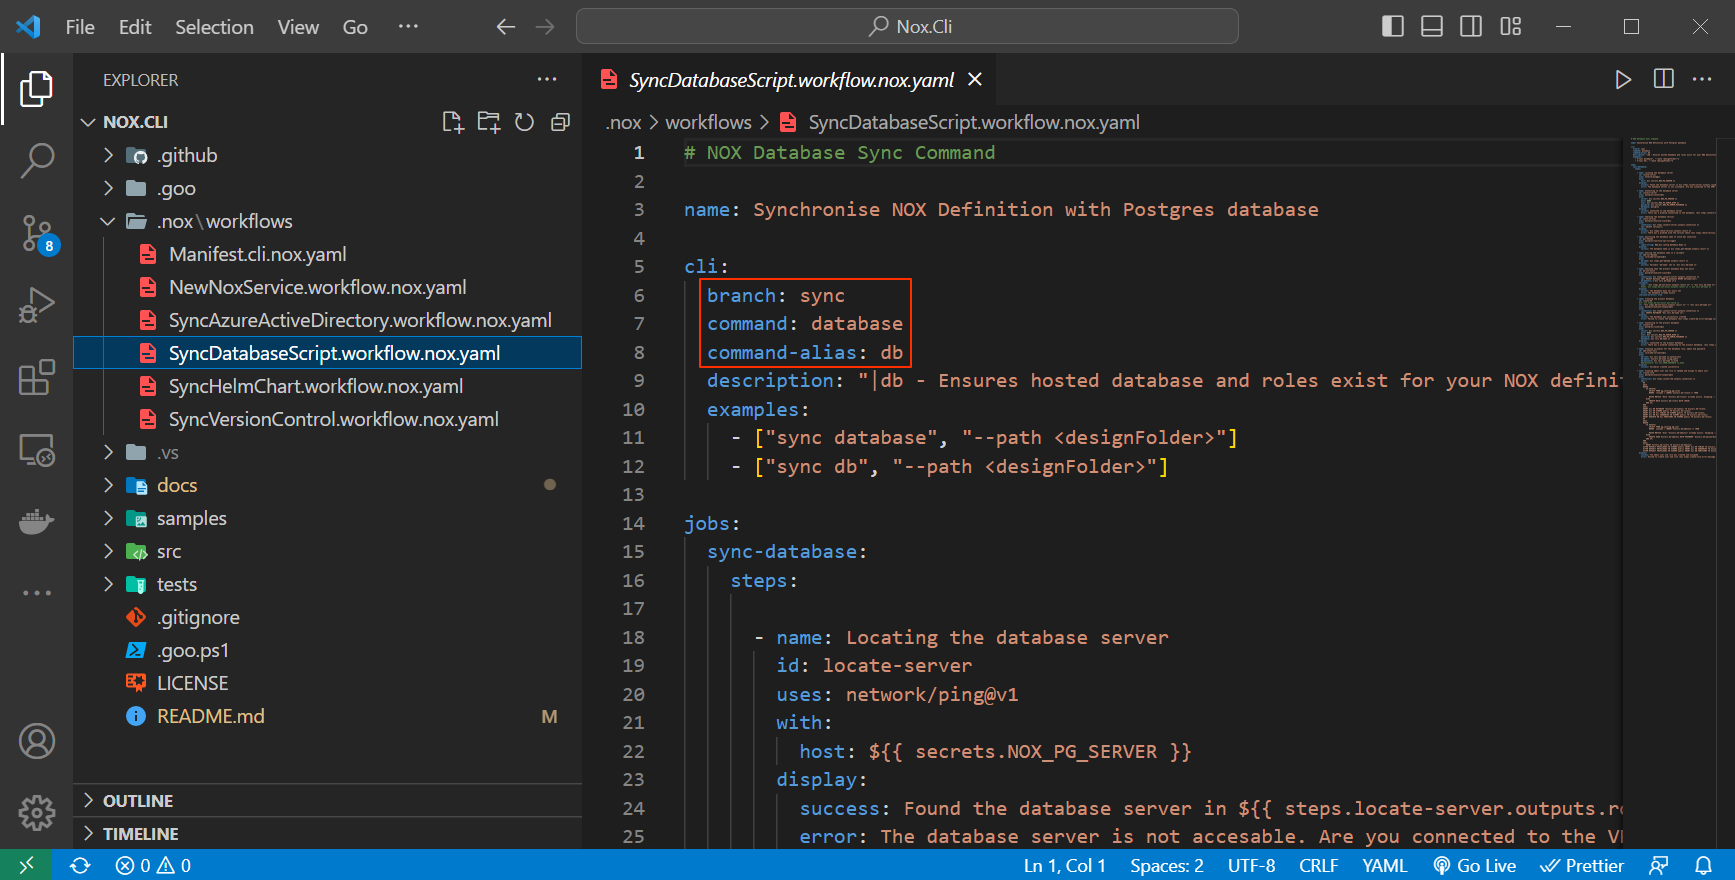 File Edit Selection View Go ··· Nox.Cli
EXPLORER ···
NOX.CLI
.github
.goo
.nox\workflows
Manifest.cli.nox.yaml
NewNoxService.workflow.nox.yaml
SyncAzureActiveDirectory.workflow.nox.yaml
SyncDatabaseScript.workflow.nox.yaml
SyncHelmChart.workflow.nox.yaml
SyncVersionControl.workflow.nox.yaml
.vs
docs
samples
src
tests
.gitignore
.goo.ps1
LICENSE
README.md M
OUTLINE
TIMELINE
8
SyncDatabaseScript.workflow.nox.yaml
.nox > workflows > SyncDatabaseScript.workflow.nox.yaml
1 # NOX Database Sync Command
2
3 name: Synchronise NOX Definition with Postgres database
4
5 cli:
6 branch: sync
7 command: database
8 command-alias: db
9 description: "|db - Ensures hosted database and roles exist for your NOX defini
10 examples:
11 - ["sync database", "--path <designFolder>"]
12 - ["sync db", "--path <designFolder>"]
13
14 jobs:
15 sync-database:
16 steps:
17
18 - name: Locating the database server
19 id: locate-server
20 uses: network/ping@v1
21 with:
22 host: ${{ secrets.NOX_PG_SERVER }}
23 display:
24 success: Found the database server in ${{ steps.locate-server.outputs.ro
25 error: The database server is not accesable. Are you connected to the V
0 0 Ln 1, Col 1 Spaces: 2 UTF-8 CRLF YAML Go Live Prettier